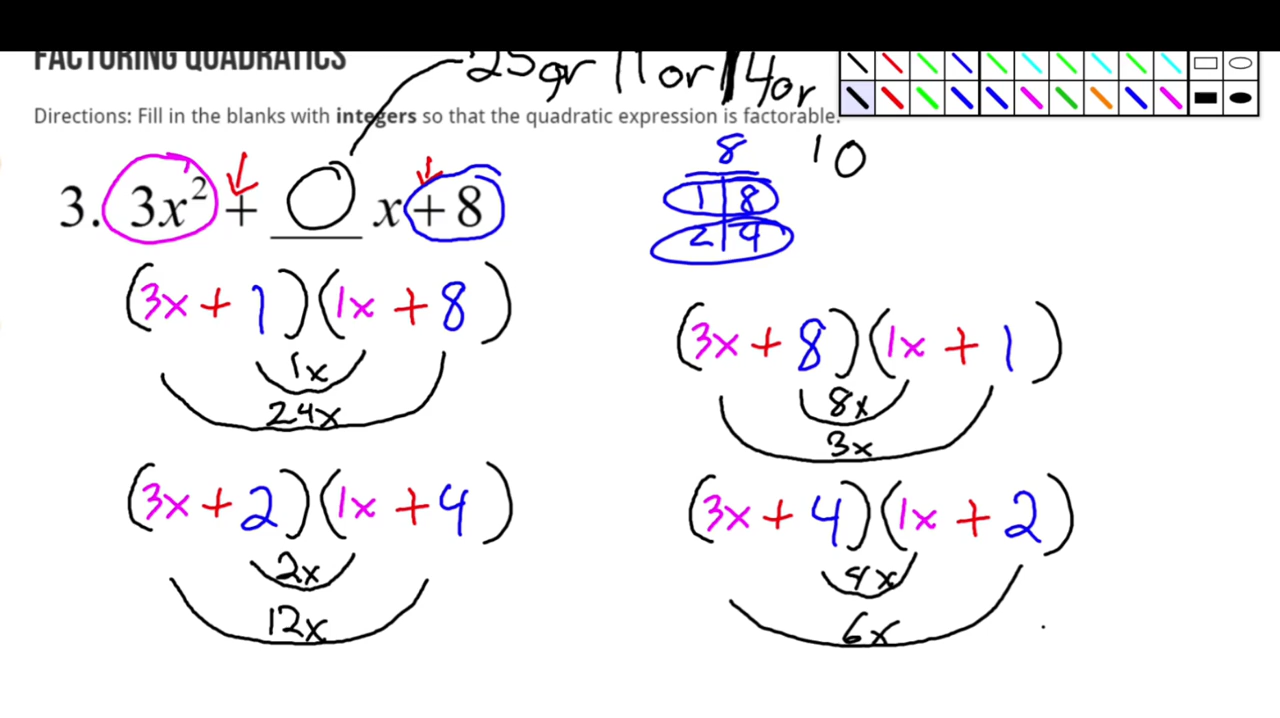 FACTORING QUADRATICS
25 or 11 or 14 or
10
Directions: Fill in the blanks with integers so that the quadratic expression is factorable.
3. 3x² + _____ x + 8
8
1 | 8
2 | 4
(3x + 1)(1x + 8)
1x
24x
(3x + 8)(1x + 1)
8x
3x
(3x + 2)(1x + 4)
2x
12x
(3x + 4)(1x + 2)
4x
6x